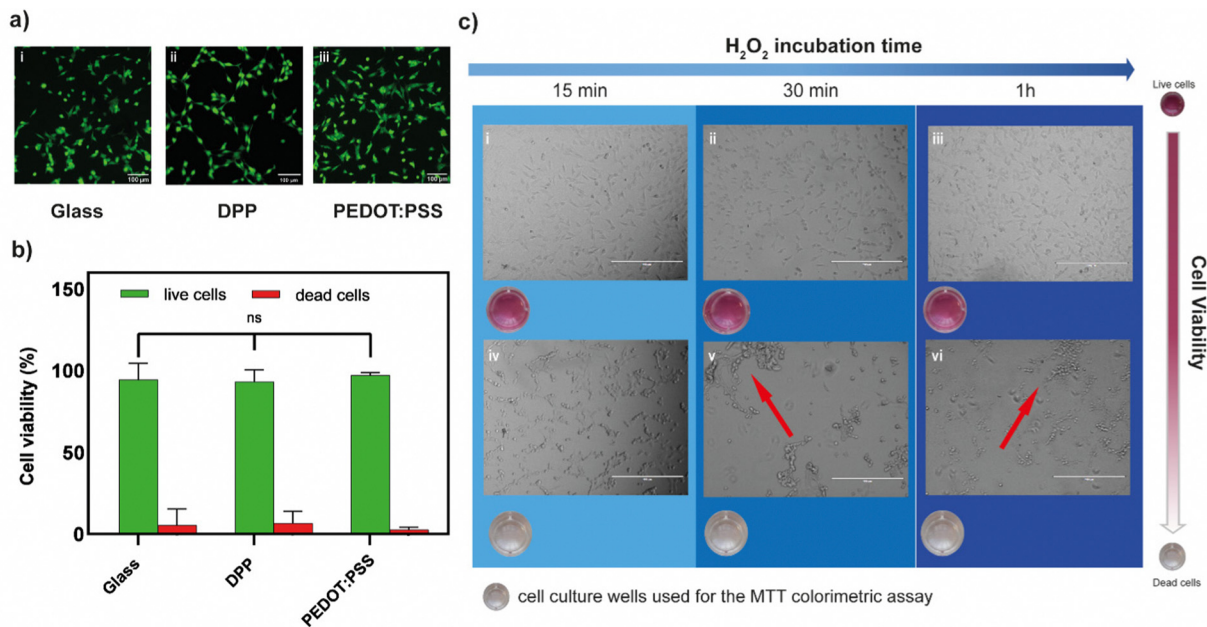 a)
i
ii
iii
100 µm
100 µm
100 µm
Glass
DPP
PEDOT:PSS
b)
150
100
50
0
Cell viability (%)
live cells
dead cells
ns
Glass
DPP
PEDOT:PSS
c)
H₂O₂ incubation time
15 min
30 min
1h
i
ii
iii
iv
v
vi
Live cells
Cell Viability
Dead cells
cell culture wells used for the MTT colorimetric assay